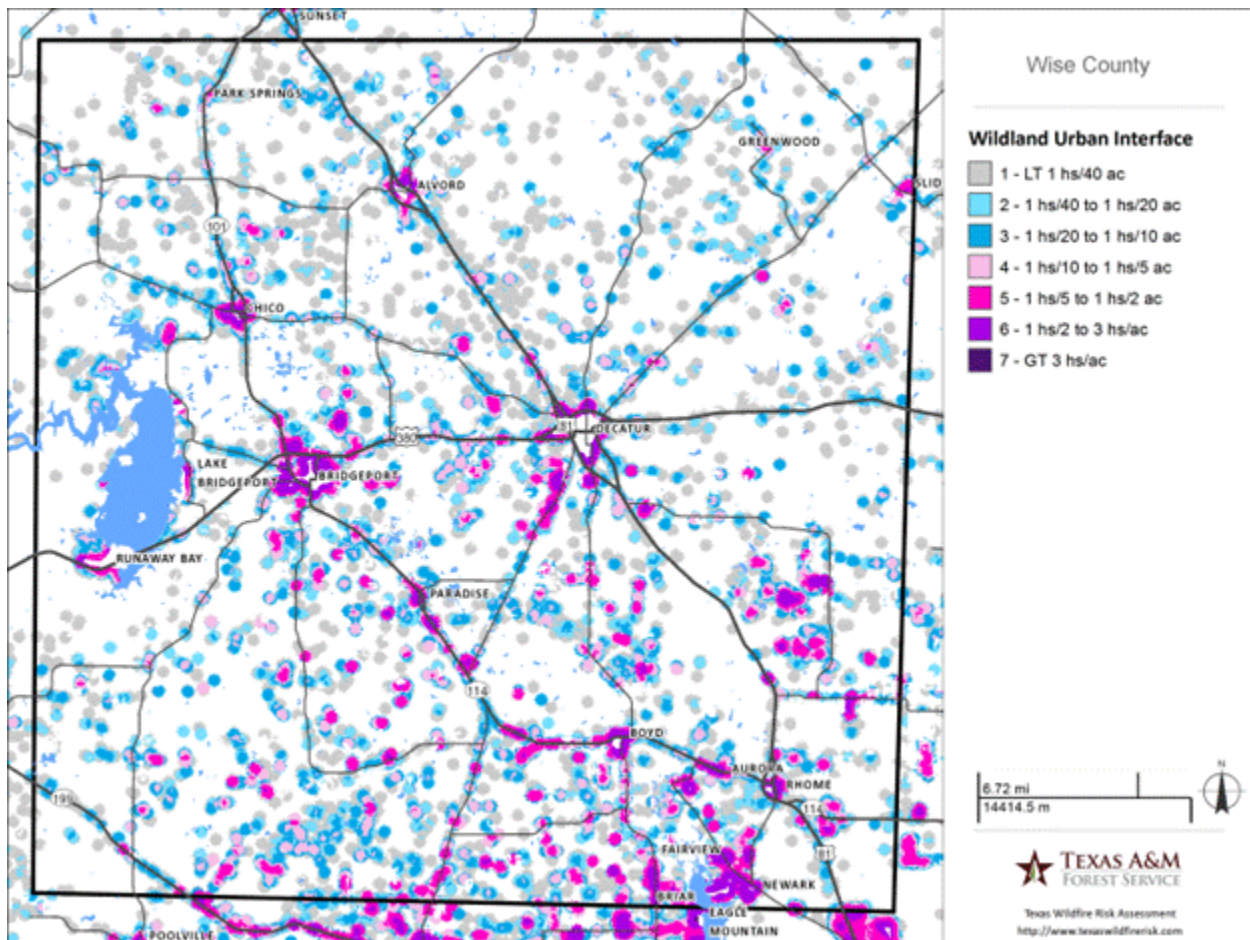 SUNSET
PARK SPRINGS
GREENWOOD
ALVORD
SLID
101
CHICO
DECATUR
81
380
LAKE
BRIDGEPORT
BRIDGEPORT
RUNAWAY BAY
PARADISE
114
BOYD
AURORA
RHOME
199
114
FAIRVIEW
81
NEWARK
BRIAR
EAGLE
MOUNTAIN
POOLVILLE
Wise County
Wildland Urban Interface
1 - LT 1 hs/40 ac
2 - 1 hs/40 to 1 hs/20 ac
3 - 1 hs/20 to 1 hs/10 ac
4 - 1 hs/10 to 1 hs/5 ac
5 - 1 hs/5 to 1 hs/2 ac
6 - 1 hs/2 to 3 hs/ac
7 - GT 3 hs/ac
N
6.72 mi
14414.5 m
TEXAS A&M
FOREST SERVICE
Texas Wildfire Risk Assessment
http://www.texaswildfirerisk.com